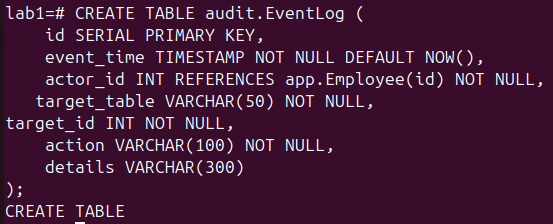 lab1=# CREATE TABLE audit.EventLog (
    id SERIAL PRIMARY KEY,
    event_time TIMESTAMP NOT NULL DEFAULT NOW(),
    actor_id INT REFERENCES app.Employee(id) NOT NULL,
   target_table VARCHAR(50) NOT NULL,
target_id INT NOT NULL,
    action VARCHAR(100) NOT NULL,
    details VARCHAR(300)
);
CREATE TABLE